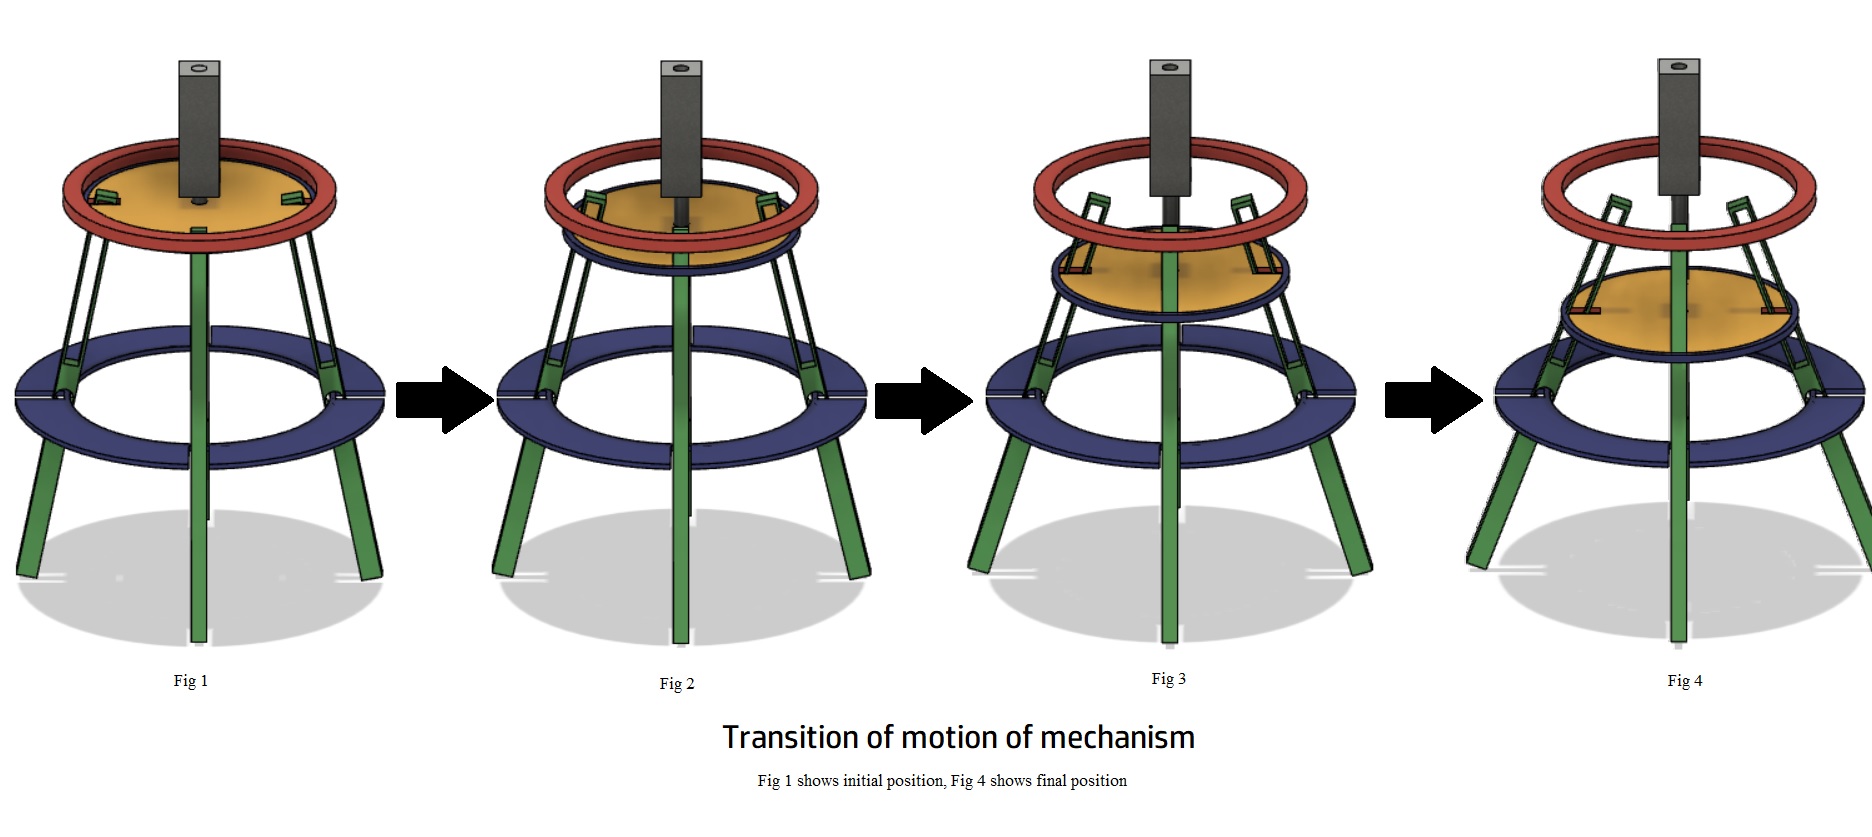 Fig 1
Fig 2
Fig 3
Fig 4
Transition of motion of mechanism
Fig 1 shows initial position, Fig 4 shows final position